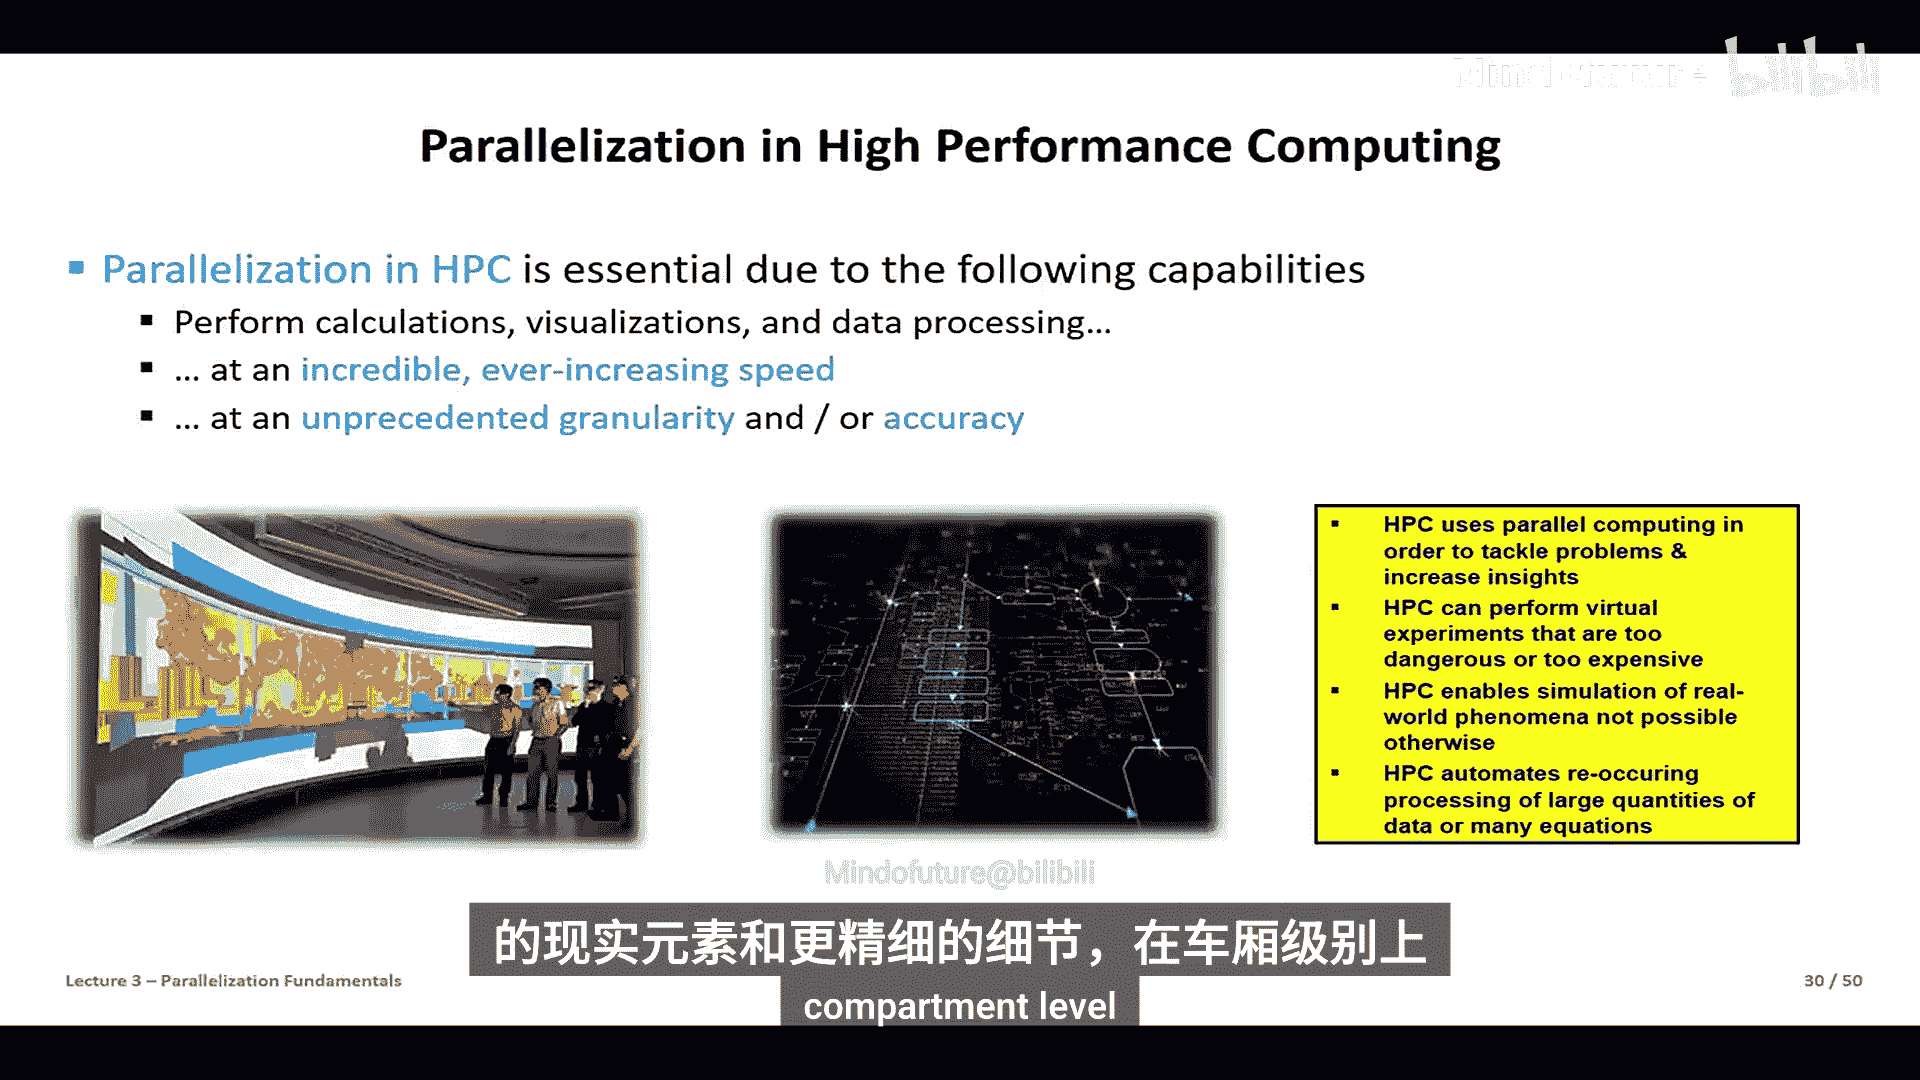 bilibili
Parallelization in High Performance Computing
▪ Parallelization in HPC is essential due to the following capabilities
▪ Perform calculations, visualizations, and data processing…
▪ … at an incredible, ever-increasing speed
▪ … at an unprecedented granularity and / or accuracy
▪ HPC uses parallel computing in
order to tackle problems &
increase insights
▪ HPC can perform virtual
experiments that are too
dangerous or too expensive
▪ HPC enables simulation of real-
world phenomena not possible
otherwise
▪ HPC automates re-occuring
processing of large quantities of
data or many equations
Mindofuture@bilibili
的现实元素和更精细的细节，在车厢级别上
compartment level
Lecture 3 – Parallelization Fundamentals
30 / 50